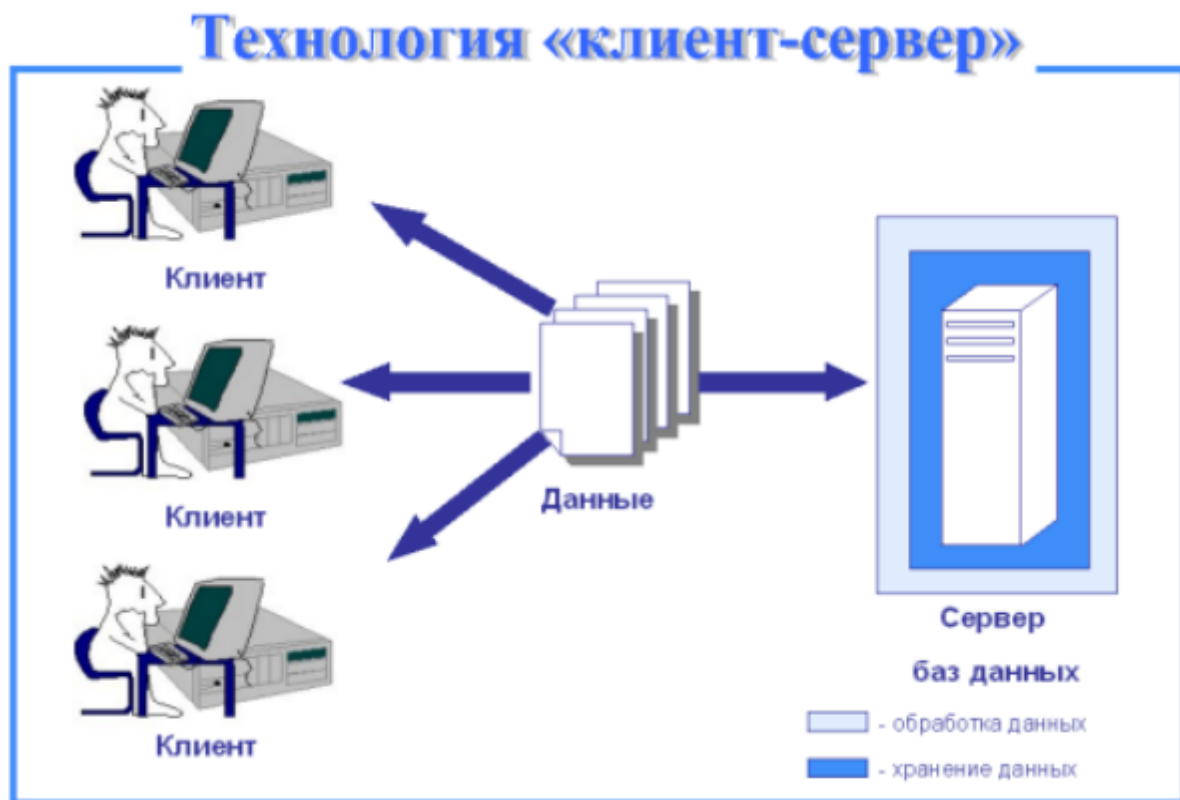 Технология «клиент-сервер»
Клиент
Клиент
Клиент
Данные
Сервер
баз данных
- обработка данных
- хранение данных